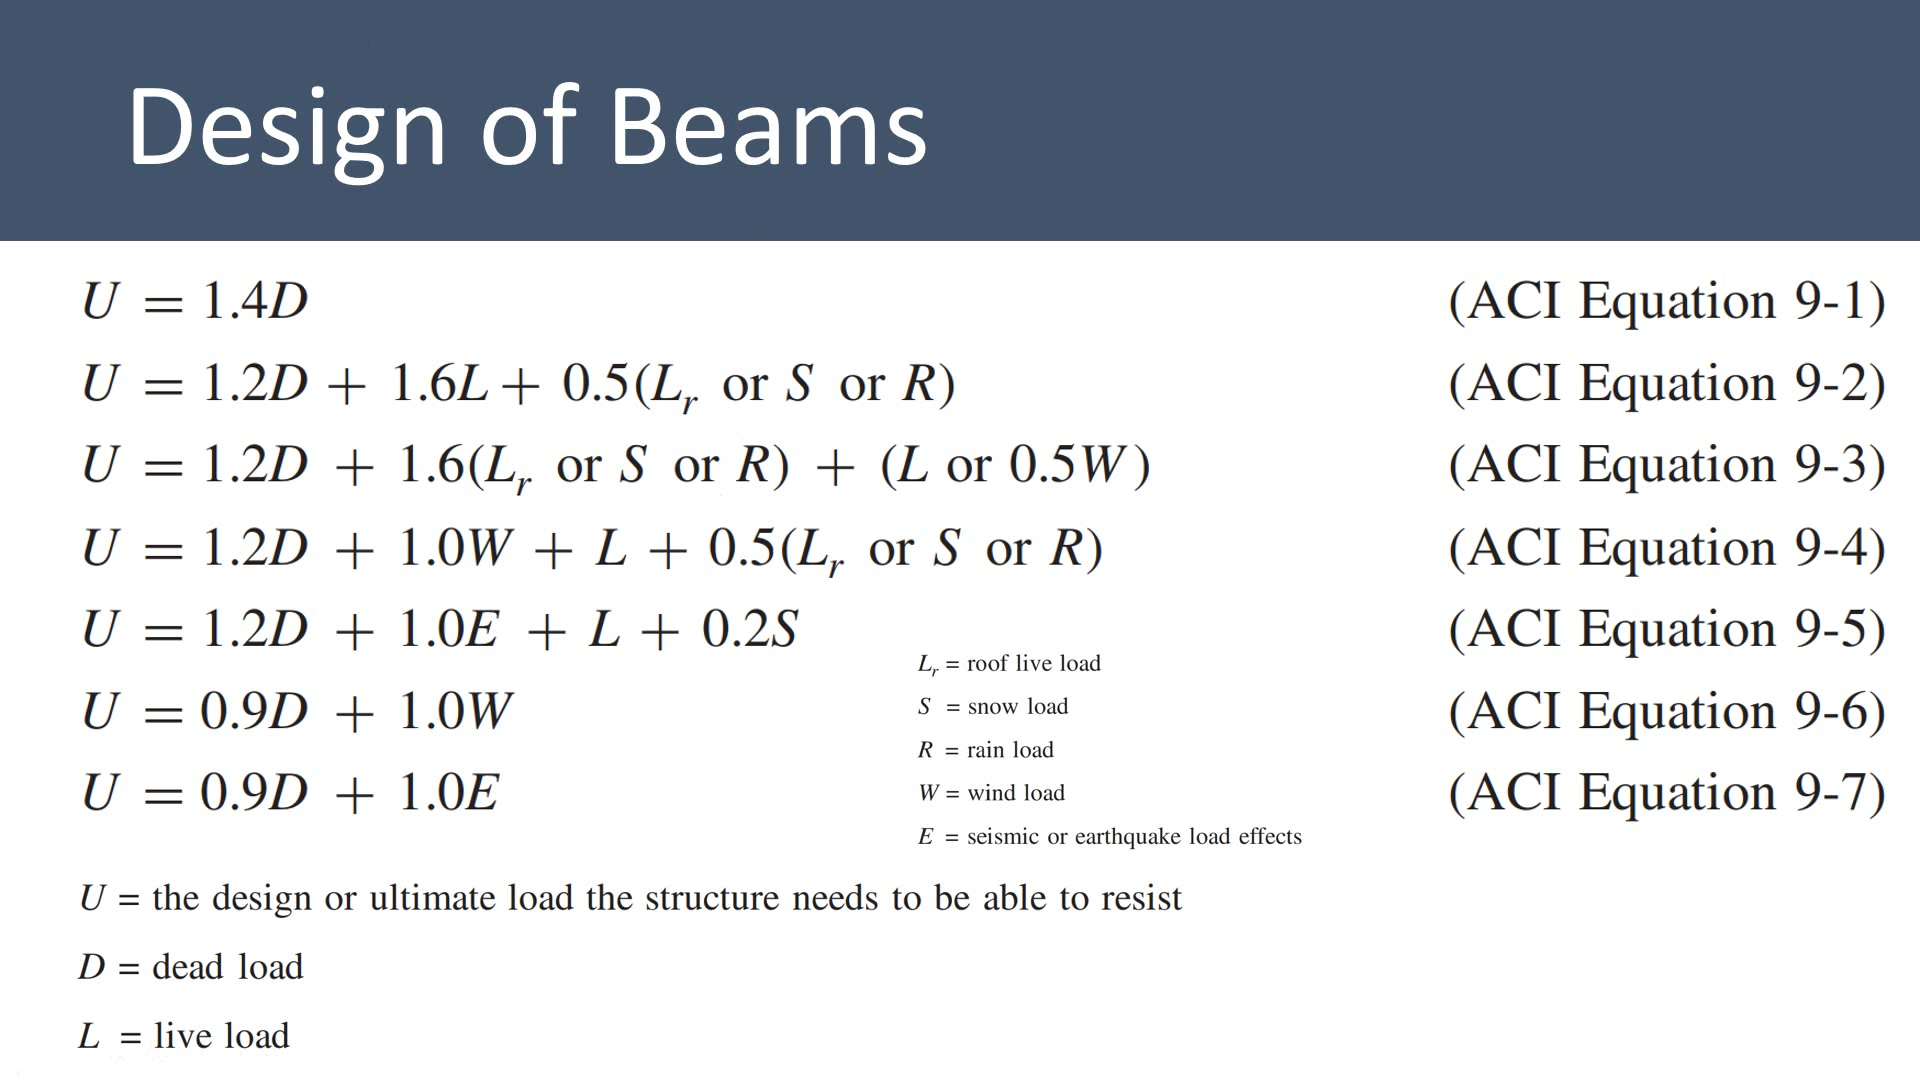 Design of Beams
U = 1.4D (ACI Equation 9-1)
U = 1.2D + 1.6L + 0.5(Lr or S or R) (ACI Equation 9-2)
U = 1.2D + 1.6(Lr or S or R) + (L or 0.5W) (ACI Equation 9-3)
U = 1.2D + 1.0W + L + 0.5(Lr or S or R) (ACI Equation 9-4)
U = 1.2D + 1.0E + L + 0.2S (ACI Equation 9-5)
U = 0.9D + 1.0W (ACI Equation 9-6)
U = 0.9D + 1.0E (ACI Equation 9-7)
Lr = roof live load
S = snow load
R = rain load
W = wind load
E = seismic or earthquake load effects
U = the design or ultimate load the structure needs to be able to resist
D = dead load
L = live load